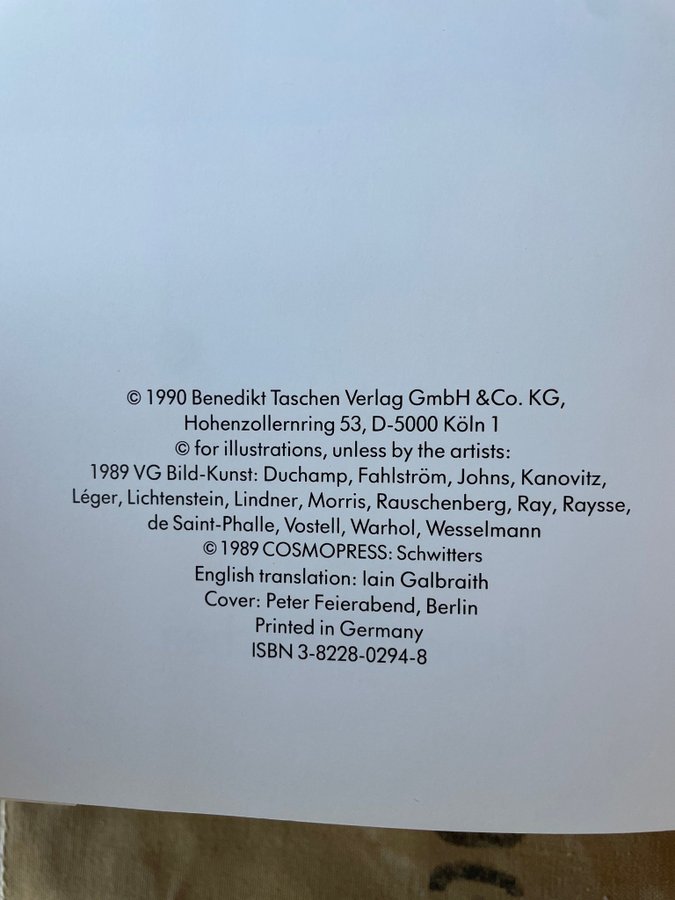 © 1990 Benedikt Taschen Verlag GmbH &Co. KG,
Hohenzollernring 53, D-5000 Köln 1
© for illustrations, unless by the artists:
1989 VG Bild-Kunst: Duchamp, Fahlström, Johns, Kanovitz,
Léger, Lichtenstein, Lindner, Morris, Rauschenberg, Ray, Raysse,
de Saint-Phalle, Vostell, Warhol, Wesselmann
© 1989 COSMOPRESS: Schwitters
English translation: Iain Galbraith
Cover: Peter Feierabend, Berlin
Printed in Germany
ISBN 3-8228-0294-8